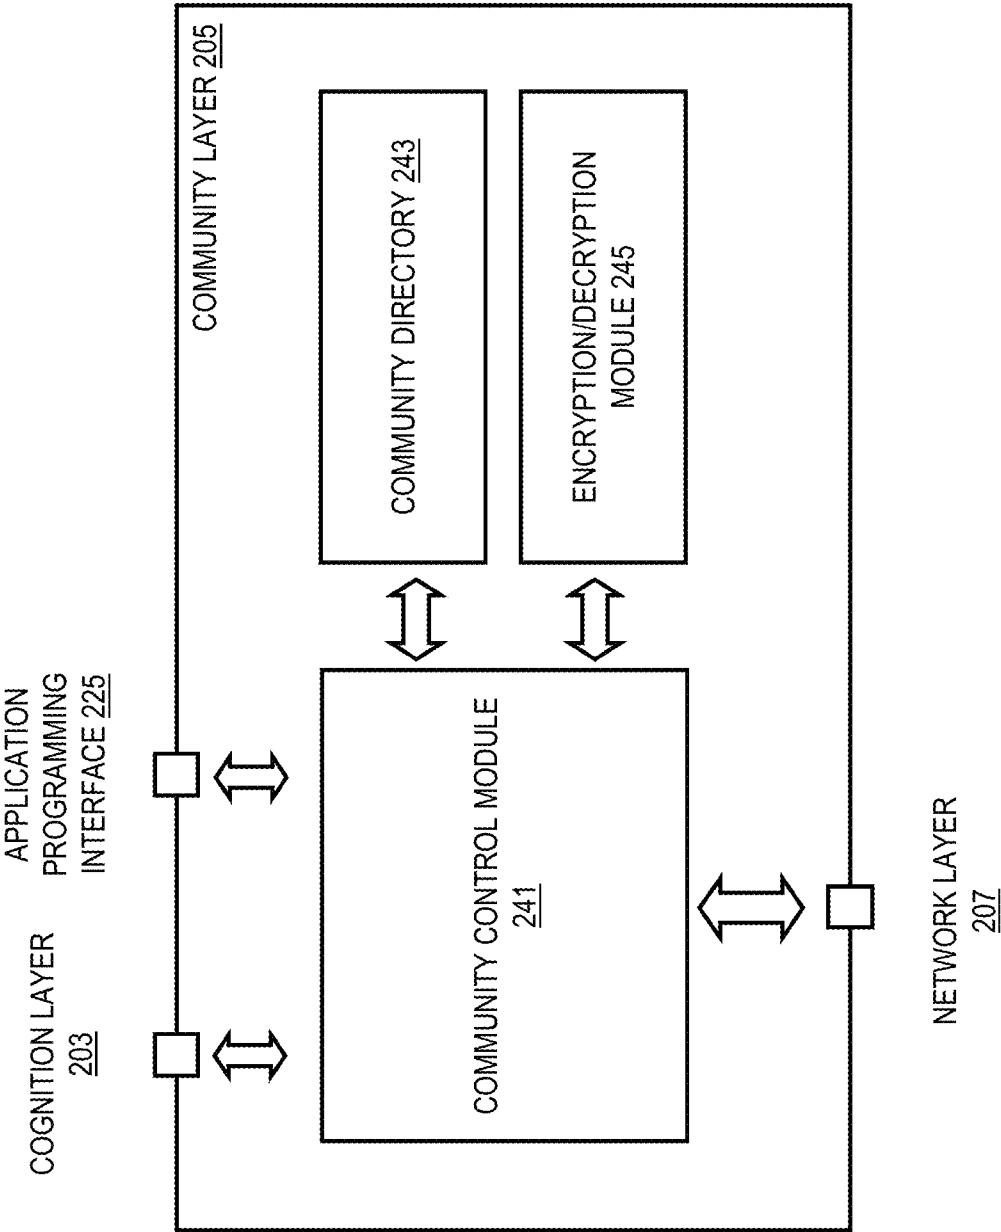 COGNITION LAYER
203
APPLICATION
PROGRAMMING
INTERFACE 225
COMMUNITY LAYER 205
COMMUNITY CONTROL MODULE
241
COMMUNITY DIRECTORY 243
ENCRYPTION/DECRYPTION
MODULE 245
NETWORK LAYER
207